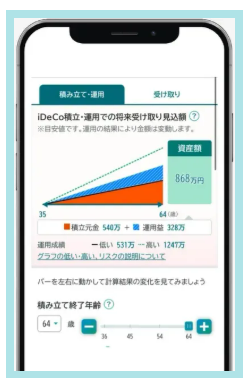 積み立て・運用
受け取り
iDeCo積立・運用での将来受け取り見込額 ?
※目安値です。運用の結果により金額は変動します。
資産額
868万円
35
64(歳)
積立元金 540万 + 運用益 328万
運用成績 ー低い 531万 …高い 1247万
グラフの低い・高い、リスクの説明について
バーを左右に動かして計算結果の変化を見てみましょう
積み立て終了年齢 ?
64 歳 − +
36 45 54 64